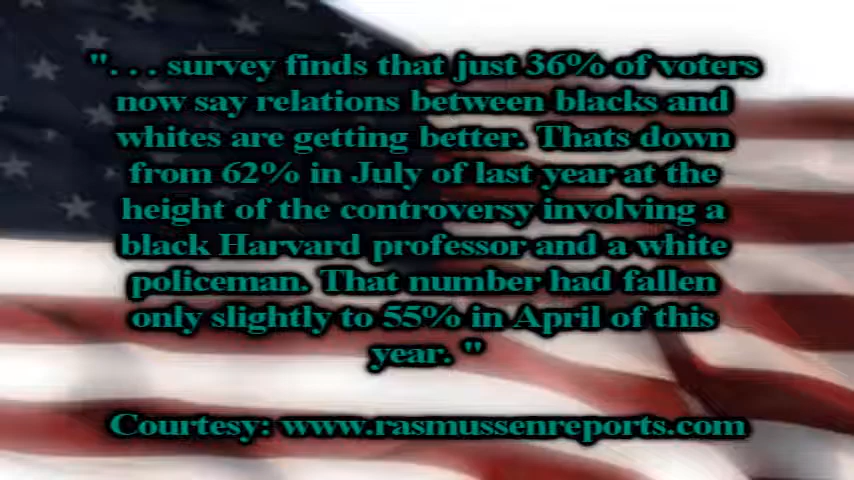 ". . . survey finds that just 36% of voters
now say relations between blacks and
whites are getting better. Thats down
from 62% in July of last year at the
height of the controversy involving a
black Harvard professor and a white
policeman. That number had fallen
only slightly to 55% in April of this
year. "
Courtesy: www.rasmussenreports.com